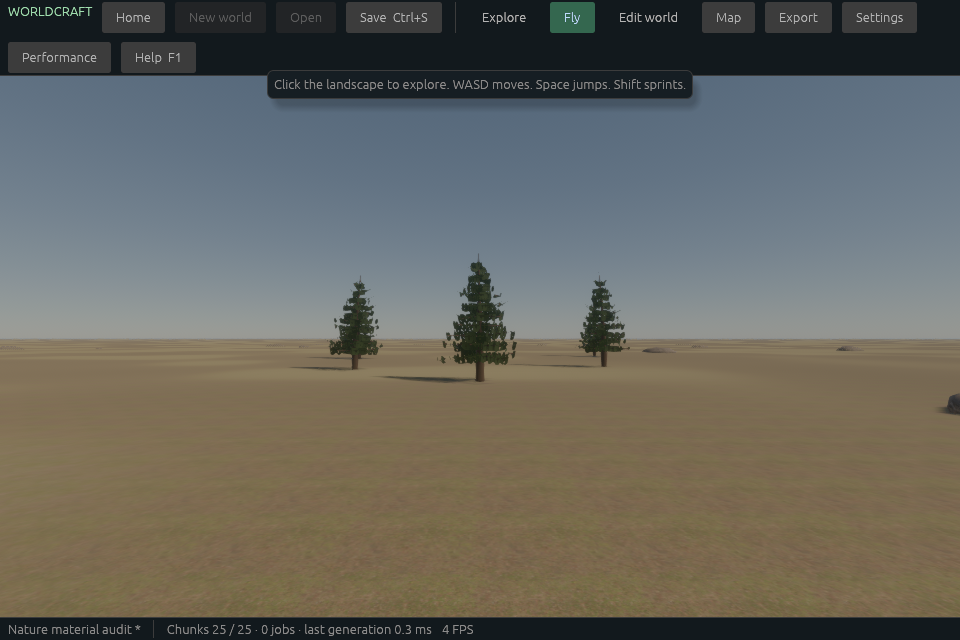 WORLDCRAFT Home New world Open Save Ctrl+S Explore Fly Edit world Map Export Settings
Performance Help F1
Click the landscape to explore. WASD moves. Space jumps. Shift sprints.
Nature material audit * Chunks 25 / 25 · 0 jobs · last generation 0.3 ms 4 FPS